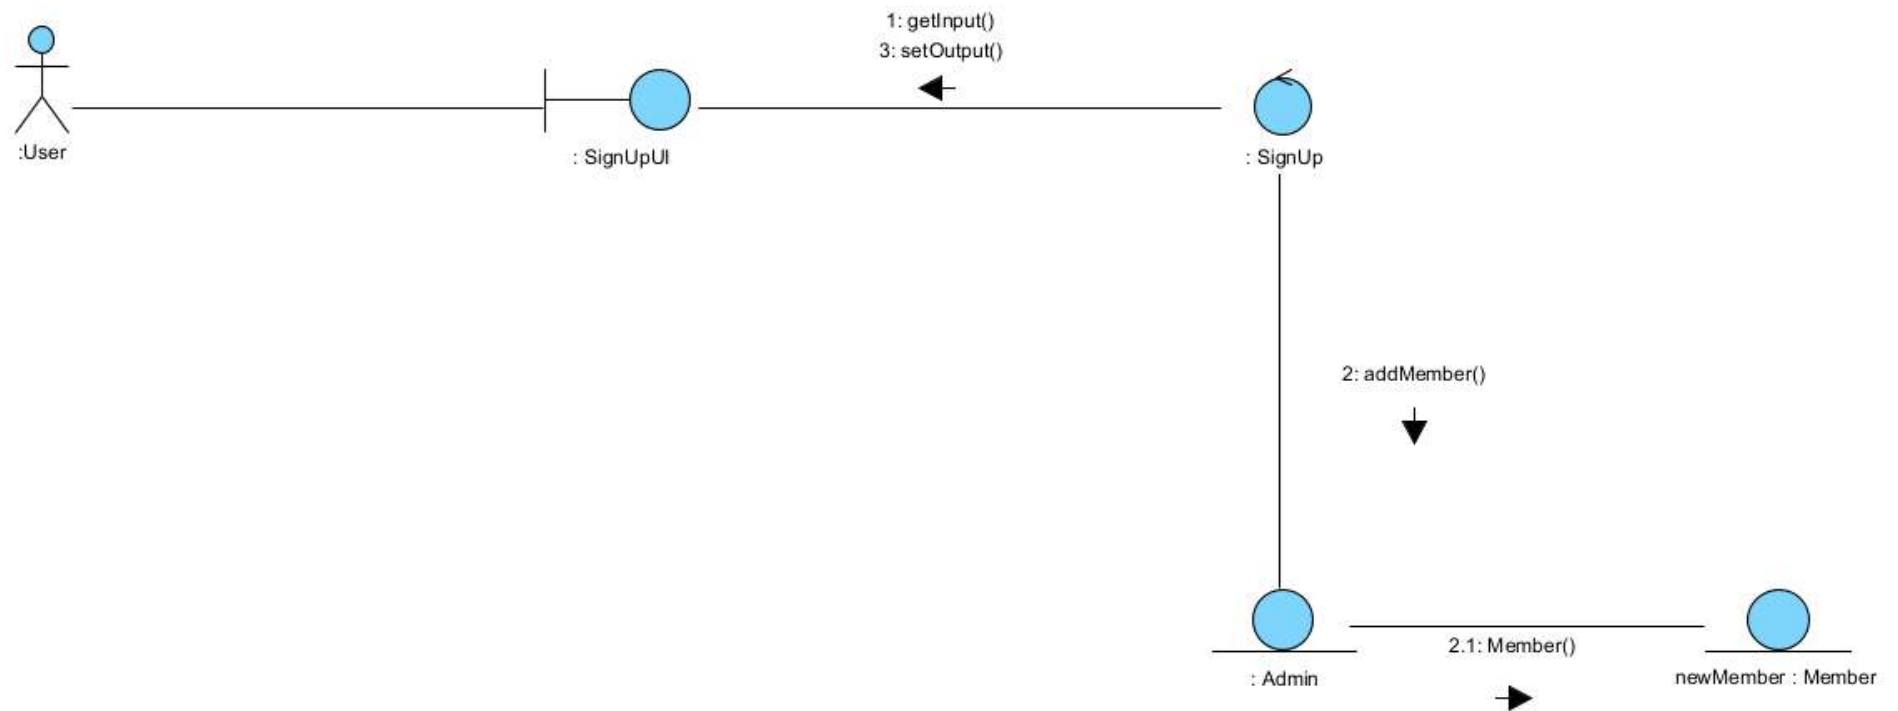 1: getInput()
3: setOutput()
:User
: SignUpUI
: SignUp
2: addMember()
2.1: Member()
: Admin
newMember : Member